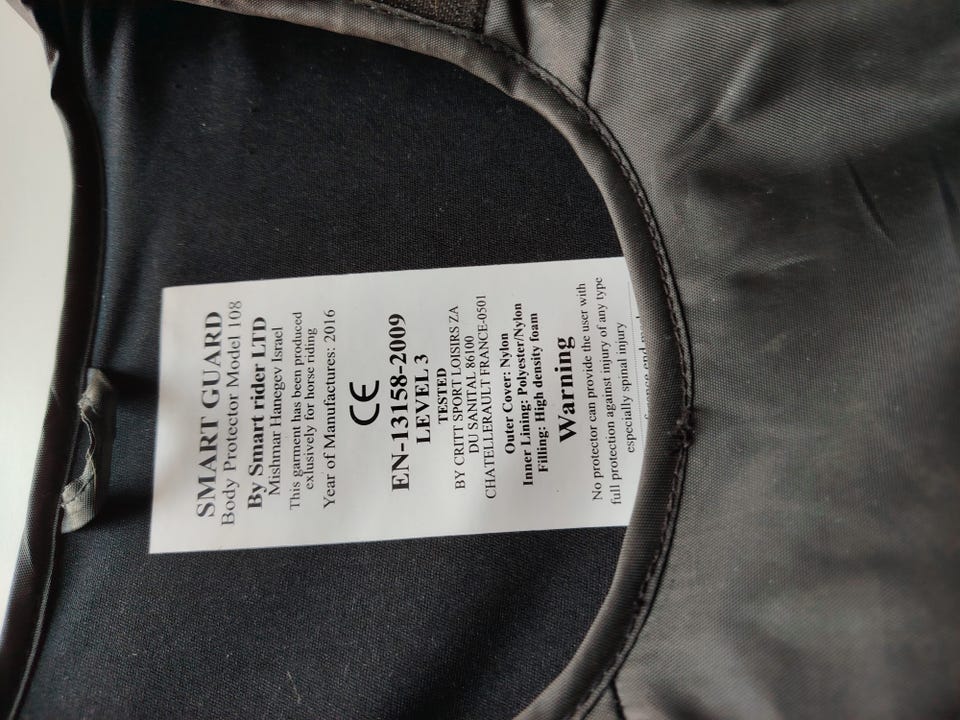 SMART GUARD
Body Protector Model 108
By Smart rider LTD
Mishmar Hanegev Israel
This garment has been produced
exlusively for horse riding
Year of Manufactures: 2016
CE
EN-13158-2009
LEVEL 3
TESTED
BY CRITT SPORT LOISIRS ZA
DU SANITAL 86100
CHATELLERAULT FRANCE-0501
Outer Cover: Nylon
Inner Lining: Polyester/Nylon
Filling: High density foam
Warning
No protector can provide the user with
full protection against injury of any type
especially spinal injury